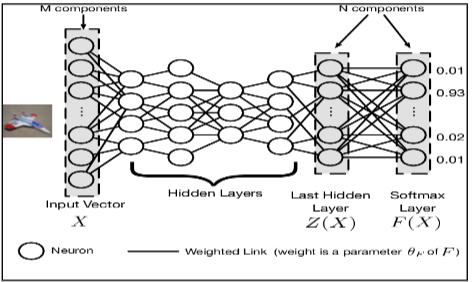 M components
N components
0.01
0.93
0.02
0.01
Hidden Layers
Input Vector
X
Last Hidden
Layer
Z(X)
Softmax
Layer
F(X)
Neuron
Weighted Link (weight is a parameter θF of F)